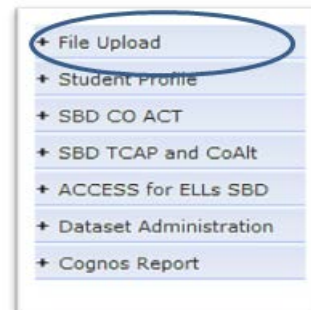 + File Upload
+ Student Profile
+ SBD CO ACT
+ SBD TCAP and CoAlt
+ ACCESS for ELLs SBD
+ Dataset Administration
+ Cognos Report